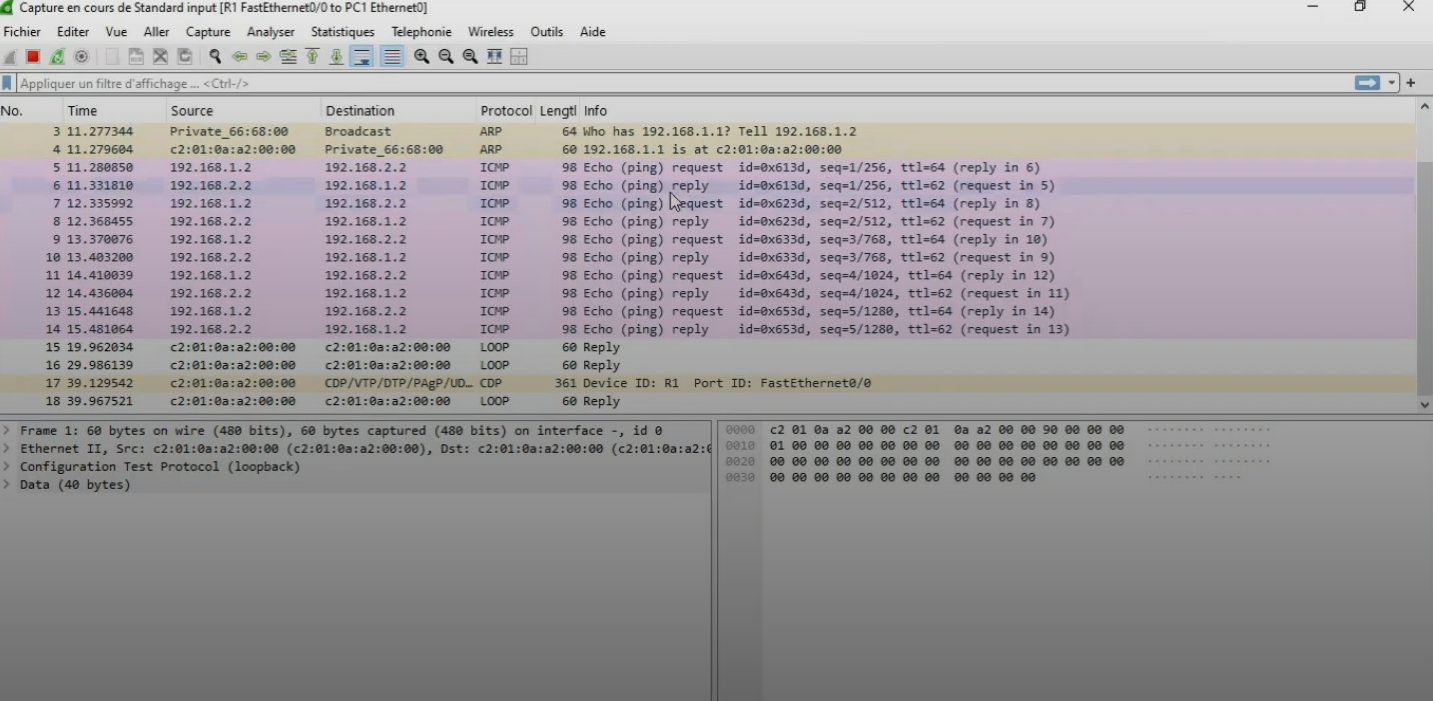 Capture en cours de Standard input [R1 FastEthernet0/0 to PC1 Ethernet0]
Fichier Editer Vue Aller Capture Analyser Statistiques Telephonie Wireless Outils Aide
Appliquer un filtre d'affichage ... <Ctrl-/>
No. Time Source Destination Protocol Lengtl Info
3 11.277344 Private_66:68:00 Broadcast ARP 64 Who has 192.168.1.1? Tell 192.168.1.2
4 11.279604 c2:01:0a:a2:00:00 Private_66:68:00 ARP 60 192.168.1.1 is at c2:01:0a:a2:00:00
5 11.280850 192.168.1.2 192.168.2.2 ICMP 98 Echo (ping) request id=0x613d, seq=1/256, ttl=64 (reply in 6)
6 11.331810 192.168.2.2 192.168.1.2 ICMP 98 Echo (ping) reply id=0x613d, seq=1/256, ttl=62 (request in 5)
7 12.335992 192.168.1.2 192.168.2.2 ICMP 98 Echo (ping) request id=0x623d, seq=2/512, ttl=64 (reply in 8)
8 12.368455 192.168.2.2 192.168.1.2 ICMP 98 Echo (ping) reply id=0x623d, seq=2/512, ttl=62 (request in 7)
9 13.370076 192.168.1.2 192.168.2.2 ICMP 98 Echo (ping) request id=0x633d, seq=3/768, ttl=64 (reply in 10)
10 13.403200 192.168.2.2 192.168.1.2 ICMP 98 Echo (ping) reply id=0x633d, seq=3/768, ttl=62 (request in 9)
11 14.410039 192.168.1.2 192.168.2.2 ICMP 98 Echo (ping) request id=0x643d, seq=4/1024, ttl=64 (reply in 12)
12 14.436004 192.168.2.2 192.168.1.2 ICMP 98 Echo (ping) reply id=0x643d, seq=4/1024, ttl=62 (request in 11)
13 15.441648 192.168.1.2 192.168.2.2 ICMP 98 Echo (ping) request id=0x653d, seq=5/1280, ttl=64 (reply in 14)
14 15.481064 192.168.2.2 192.168.1.2 ICMP 98 Echo (ping) reply id=0x653d, seq=5/1280, ttl=62 (request in 13)
15 19.962034 c2:01:0a:a2:00:00 c2:01:0a:a2:00:00 LOOP 60 Reply
16 29.986139 c2:01:0a:a2:00:00 c2:01:0a:a2:00:00 LOOP 60 Reply
17 39.129542 c2:01:0a:a2:00:00 CDP/VTP/DTP/PAgP/UD… CDP 361 Device ID: R1 Port ID: FastEthernet0/0
18 39.967521 c2:01:0a:a2:00:00 c2:01:0a:a2:00:00 LOOP 60 Reply
Frame 1: 60 bytes on wire (480 bits), 60 bytes captured (480 bits) on interface -, id 0
Ethernet II, Src: c2:01:0a:a2:00:00 (c2:01:0a:a2:00:00), Dst: c2:01:0a:a2:00:00 (c2:01:0a:a2:0
Configuration Test Protocol (loopback)
Data (40 bytes)
0000 c2 01 0a a2 00 00 c2 01 0a a2 00 00 90 00 00 00 ········ ········
0010 01 00 00 00 00 00 00 00 00 00 00 00 00 00 00 00 ········ ········
0020 00 00 00 00 00 00 00 00 00 00 00 00 00 00 00 00 ········ ········
0030 00 00 00 00 00 00 00 00 00 00 00 00 ········ ····